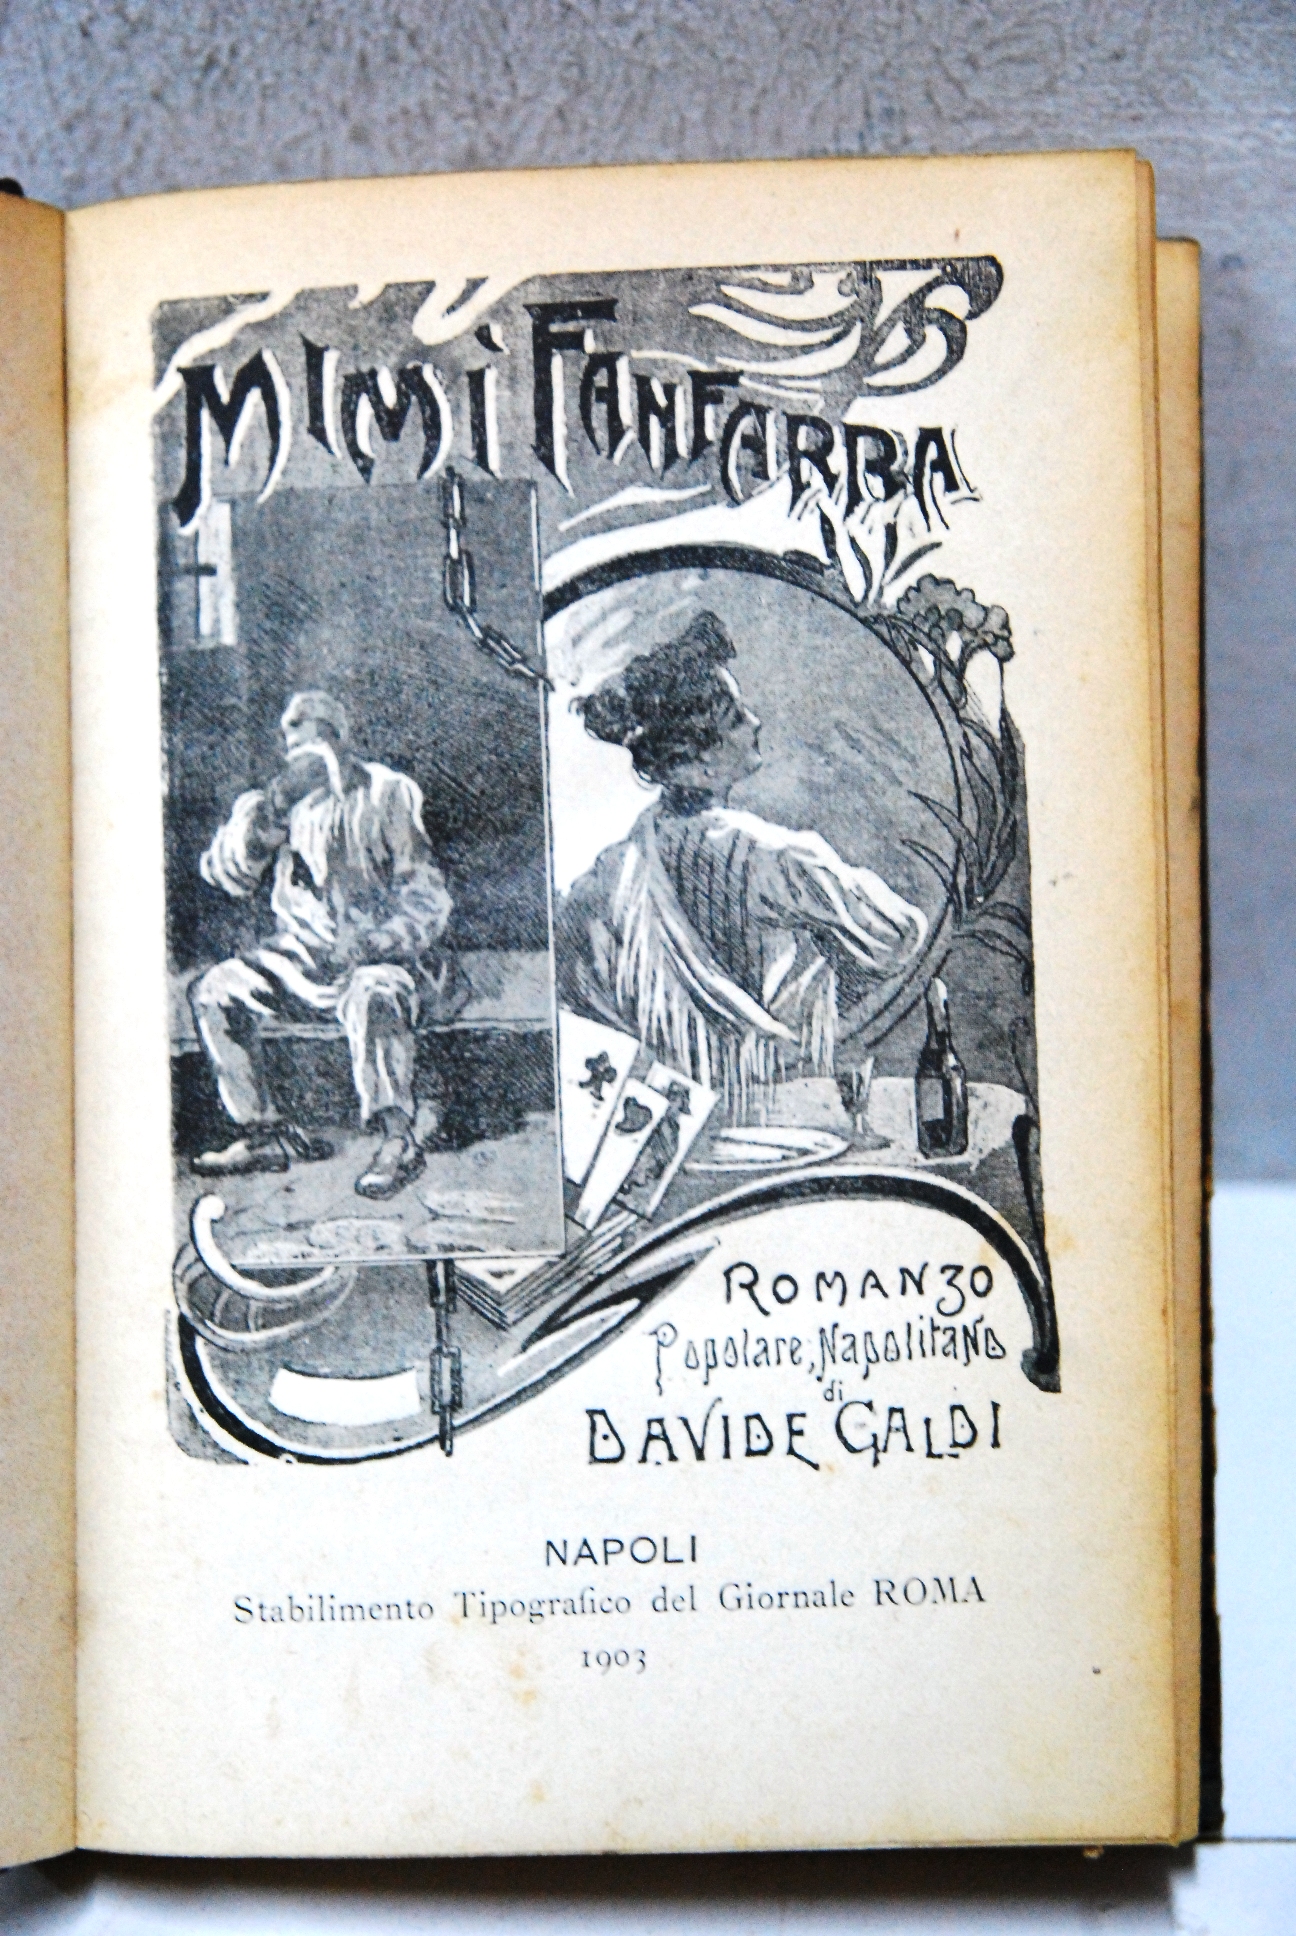 MIMÌ FANFARRA
ROMANZO
Popolare, Napolitano
di
DAVIDE GALDI
NAPOLI
Stabilimento Tipografico del Giornale ROMA
1903